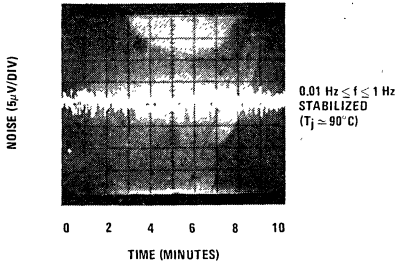 NOISE (5μV/DIV)
0.01 Hz ≤ f ≤ 1 Hz
STABILIZED
(Tj ≃ 90°C)
0 2 4 6 8 10
TIME (MINUTES)